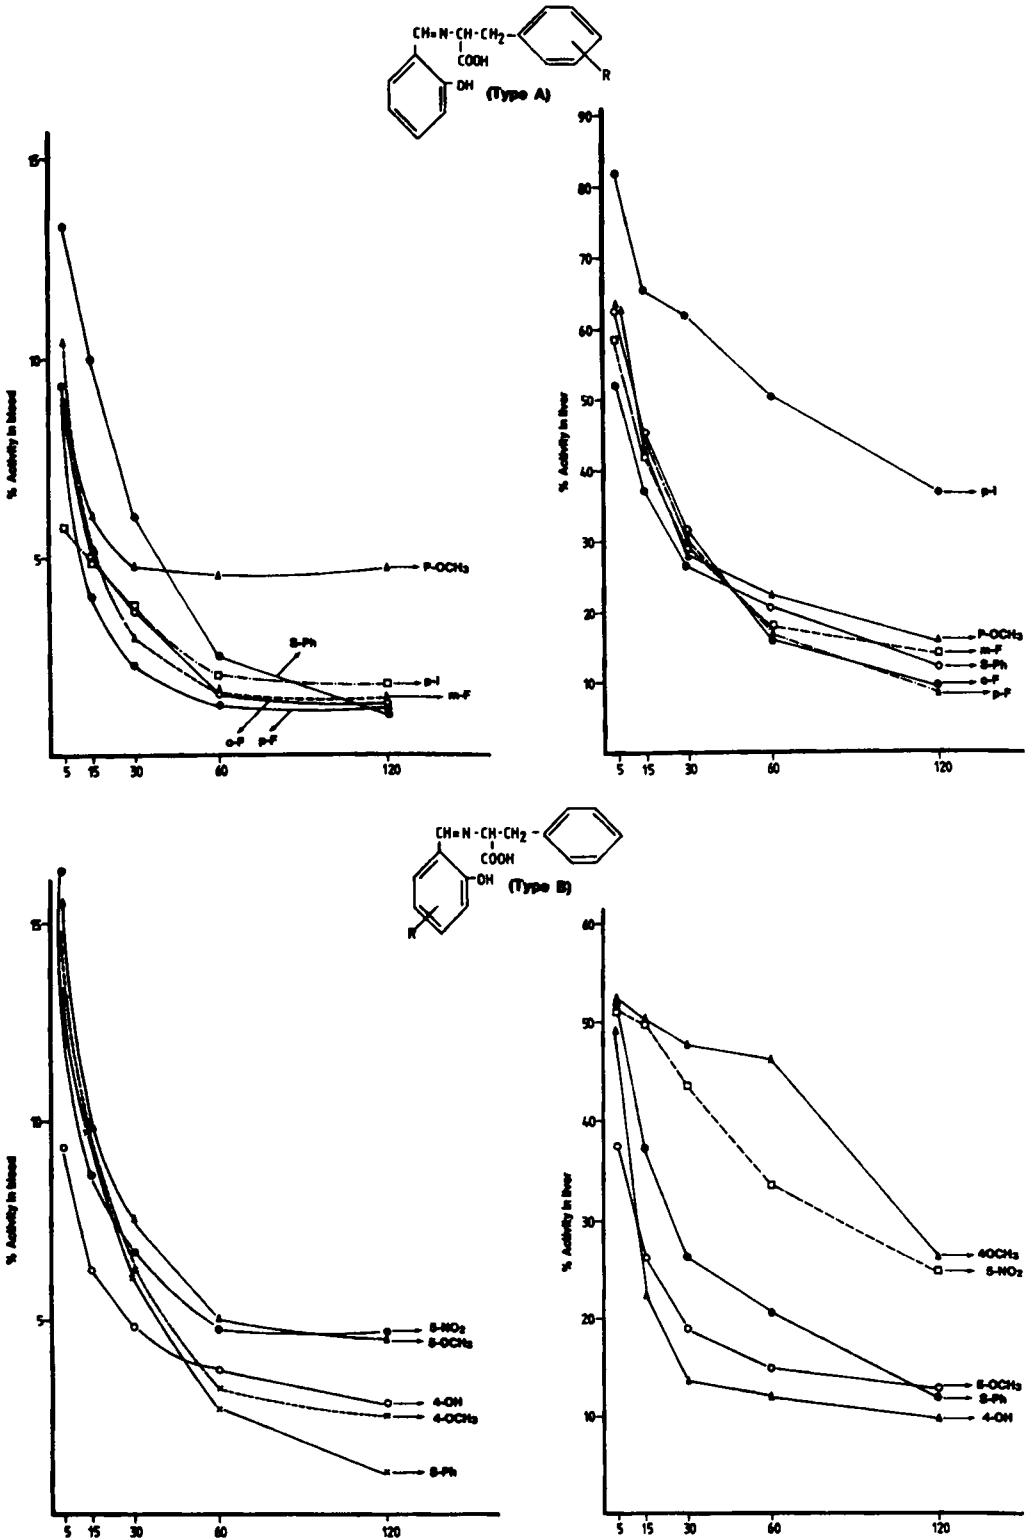 CH=N-CH-CH2-
COOH
OH
R
(Type A)
15
10
5
% Activity in blood
P-OCH3
S-Ph
p-I
m-F
o-F
p-F
5 15 30 60 120
90
80
70
60
50
40
30
20
10
% Activity in liver
p-I
P-OCH3
m-F
S-Ph
o-F
p-F
5 15 30 60 120
CH=N-CH-CH2-
COOH
OH
R
(Type B)
15
10
5
% Activity in blood
5-NO2
5-OCH3
4-OH
4-OCH3
S-Ph
5 15 30 60 120
60
50
40
30
20
10
% Activity in liver
4OCH3
5-NO2
5-OCH3
S-Ph
4-OH
5 15 30 60 120